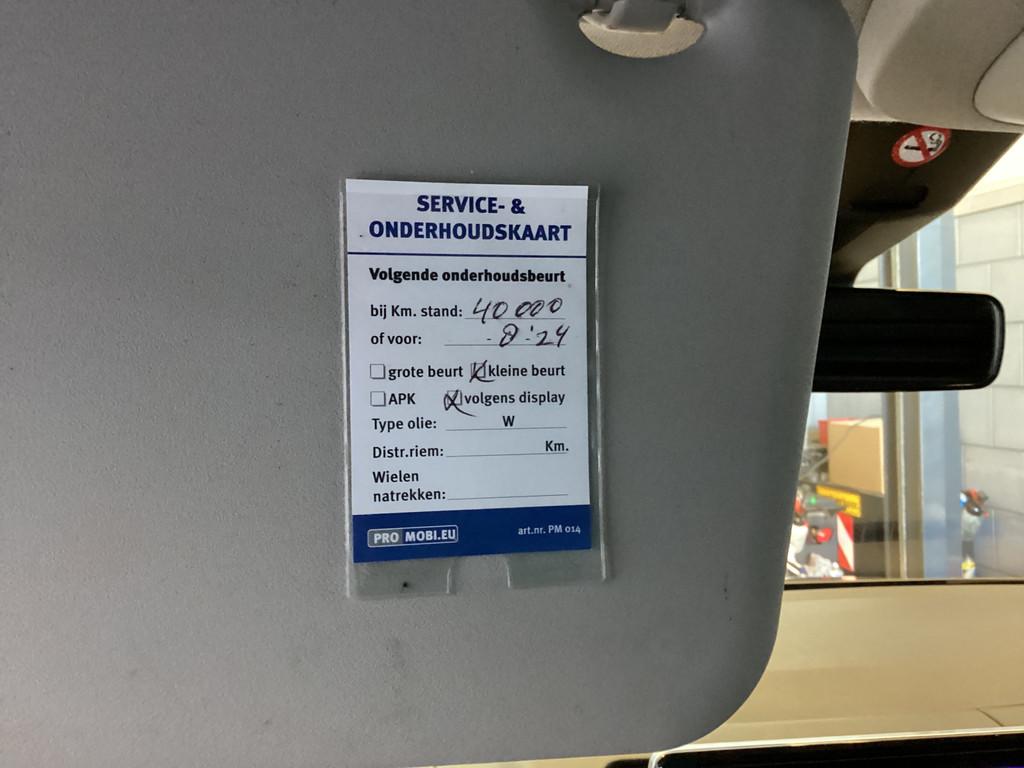 SERVICE- &
ONDERHOUDSKAART
Volgende onderhoudsbeurt
bij Km. stand: 40 000
of voor: - 8 - '24
grote beurt kleine beurt
APK volgens display
Type olie: W
Distr.riem: Km.
Wielen
natrekken:
PRO MOBI.EU art.nr. PM 014